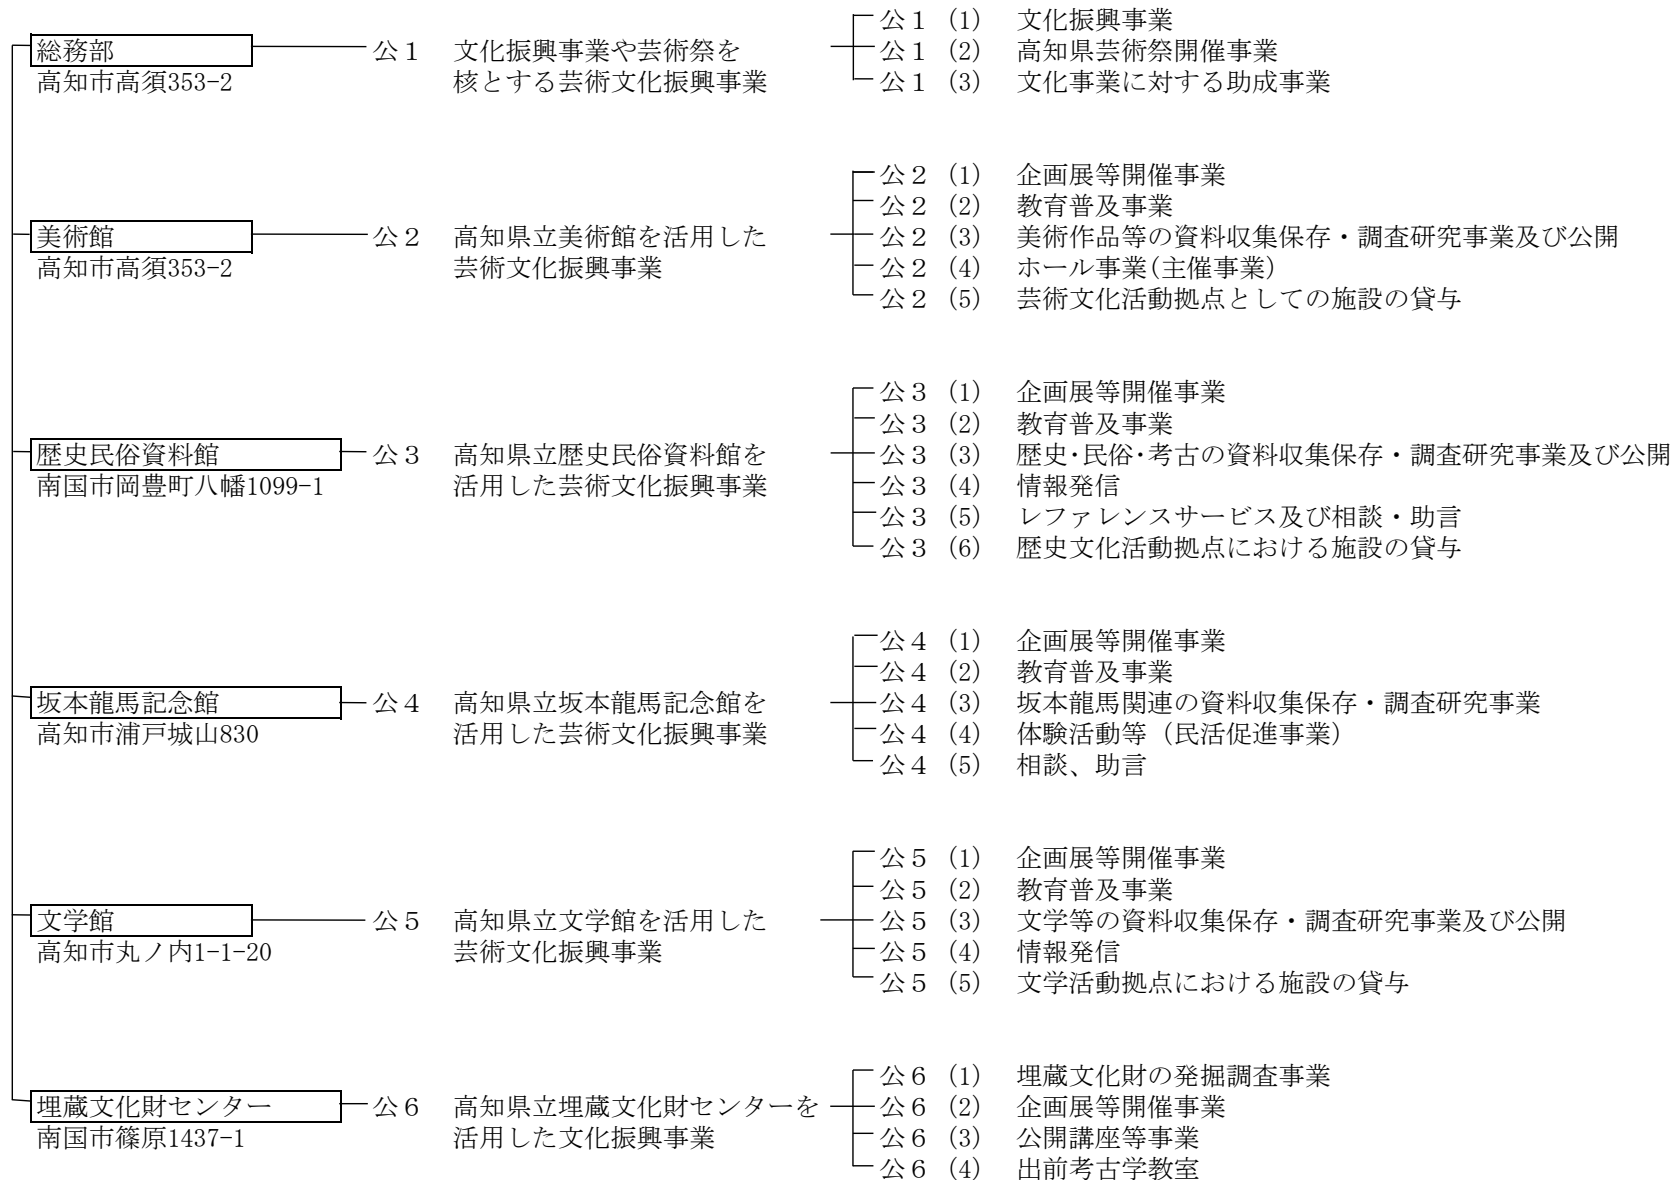 公１ (1) 文化振興事業
総務部 公１ 文化振興事業や芸術祭を 公１ (2) 高知県芸術祭開催事業
高知市高須353-2 核とする芸術文化振興事業 公１ (3) 文化事業に対する助成事業
公２ (1) 企画展等開催事業
公２ (2) 教育普及事業
美術館 公２ 高知県立美術館を活用した 公２ (3) 美術作品等の資料収集保存・調査研究事業及び公開
高知市高須353-2 芸術文化振興事業 公２ (4) ホール事業(主催事業)
公２ (5) 芸術文化活動拠点としての施設の貸与
公３ (1) 企画展等開催事業
公３ (2) 教育普及事業
歴史民俗資料館 公３ 高知県立歴史民俗資料館を 公３ (3) 歴史・民俗・考古の資料収集保存・調査研究事業及び公開
南国市岡豊町八幡1099-1 活用した芸術文化振興事業 公３ (4) 情報発信
公３ (5) レファレンスサービス及び相談・助言
公３ (6) 歴史文化活動拠点における施設の貸与
公４ (1) 企画展等開催事業
公４ (2) 教育普及事業
坂本龍馬記念館 公４ 高知県立坂本龍馬記念館を 公４ (3) 坂本龍馬関連の資料収集保存・調査研究事業
高知市浦戸城山830 活用した芸術文化振興事業 公４ (4) 体験活動等（民活促進事業）
公４ (5) 相談、助言
公５ (1) 企画展等開催事業
公５ (2) 教育普及事業
文学館 公５ 高知県立文学館を活用した 公５ (3) 文学等の資料収集保存・調査研究事業及び公開
高知市丸ノ内1-1-20 芸術文化振興事業 公５ (4) 情報発信
公５ (5) 文学活動拠点における施設の貸与
公６ (1) 埋蔵文化財の発掘調査事業
埋蔵文化財センター 公６ 高知県立埋蔵文化財センターを 公６ (2) 企画展等開催事業
南国市篠原1437-1 活用した文化振興事業 公６ (3) 公開講座等事業
公６ (4) 出前考古学教室